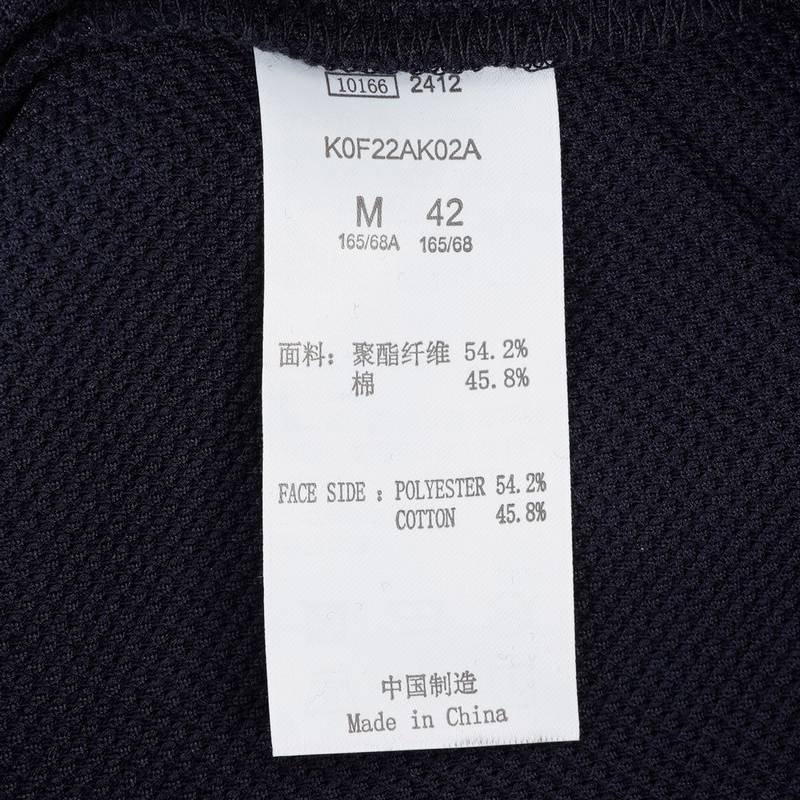 10166 2412
K0F22AK02A
M 42
165/68A 165/68
面料: 聚酯纤维 54.2%
棉 45.8%
FACE SIDE : POLYESTER 54.2%
COTTON 45.8%
中国制造
Made in China